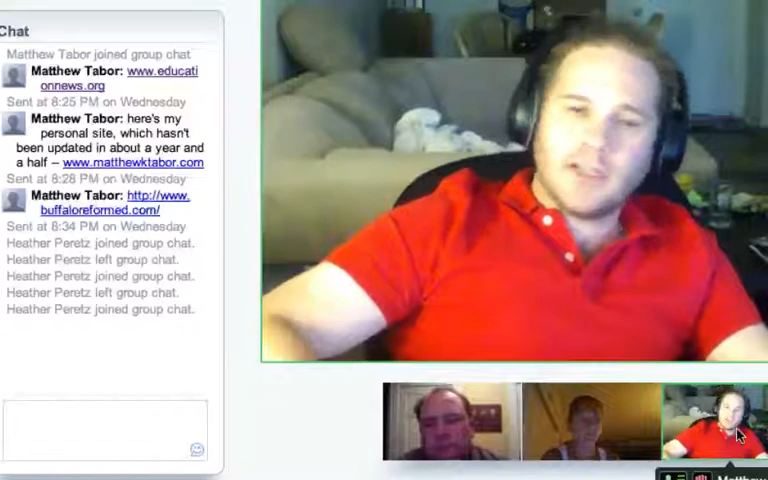 Chat
Matthew Tabor joined group chat
Matthew Tabor: www.educati
onnews.org
Sent at 8:25 PM on Wednesday
Matthew Tabor: here's my
personal site, which hasn't
been updated in about a year and
a half -- www.matthewktabor.com
Sent at 8:28 PM on Wednesday
Matthew Tabor: http://www.
buffaloreformed.com/
Sent at 8:34 PM on Wednesday
Heather Peretz joined group chat.
Heather Peretz left group chat.
Heather Peretz joined group chat.
Heather Peretz left group chat.
Heather Peretz joined group chat.
Matthew